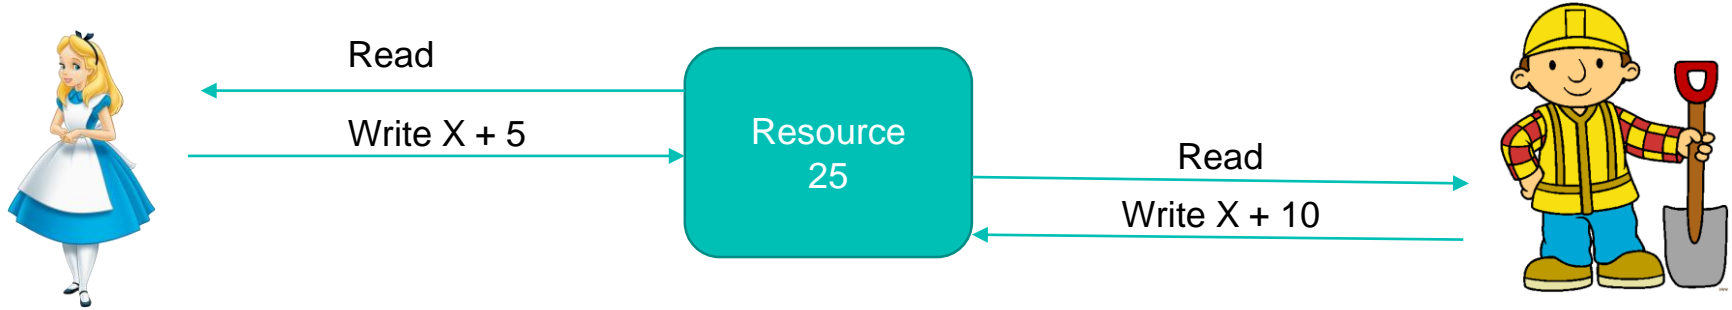 Read
Write X + 5
Resource
25
Read
Write X + 10